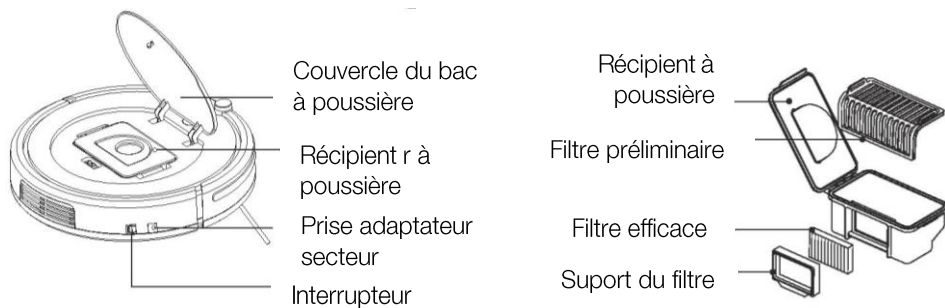 Couvercle du bac
à poussière
Récipient r à
poussière
Prise adaptateur
secteur
Interrupteur
Récipient à
poussière
Filtre préliminaire
Filtre efficace
Suport du filtre